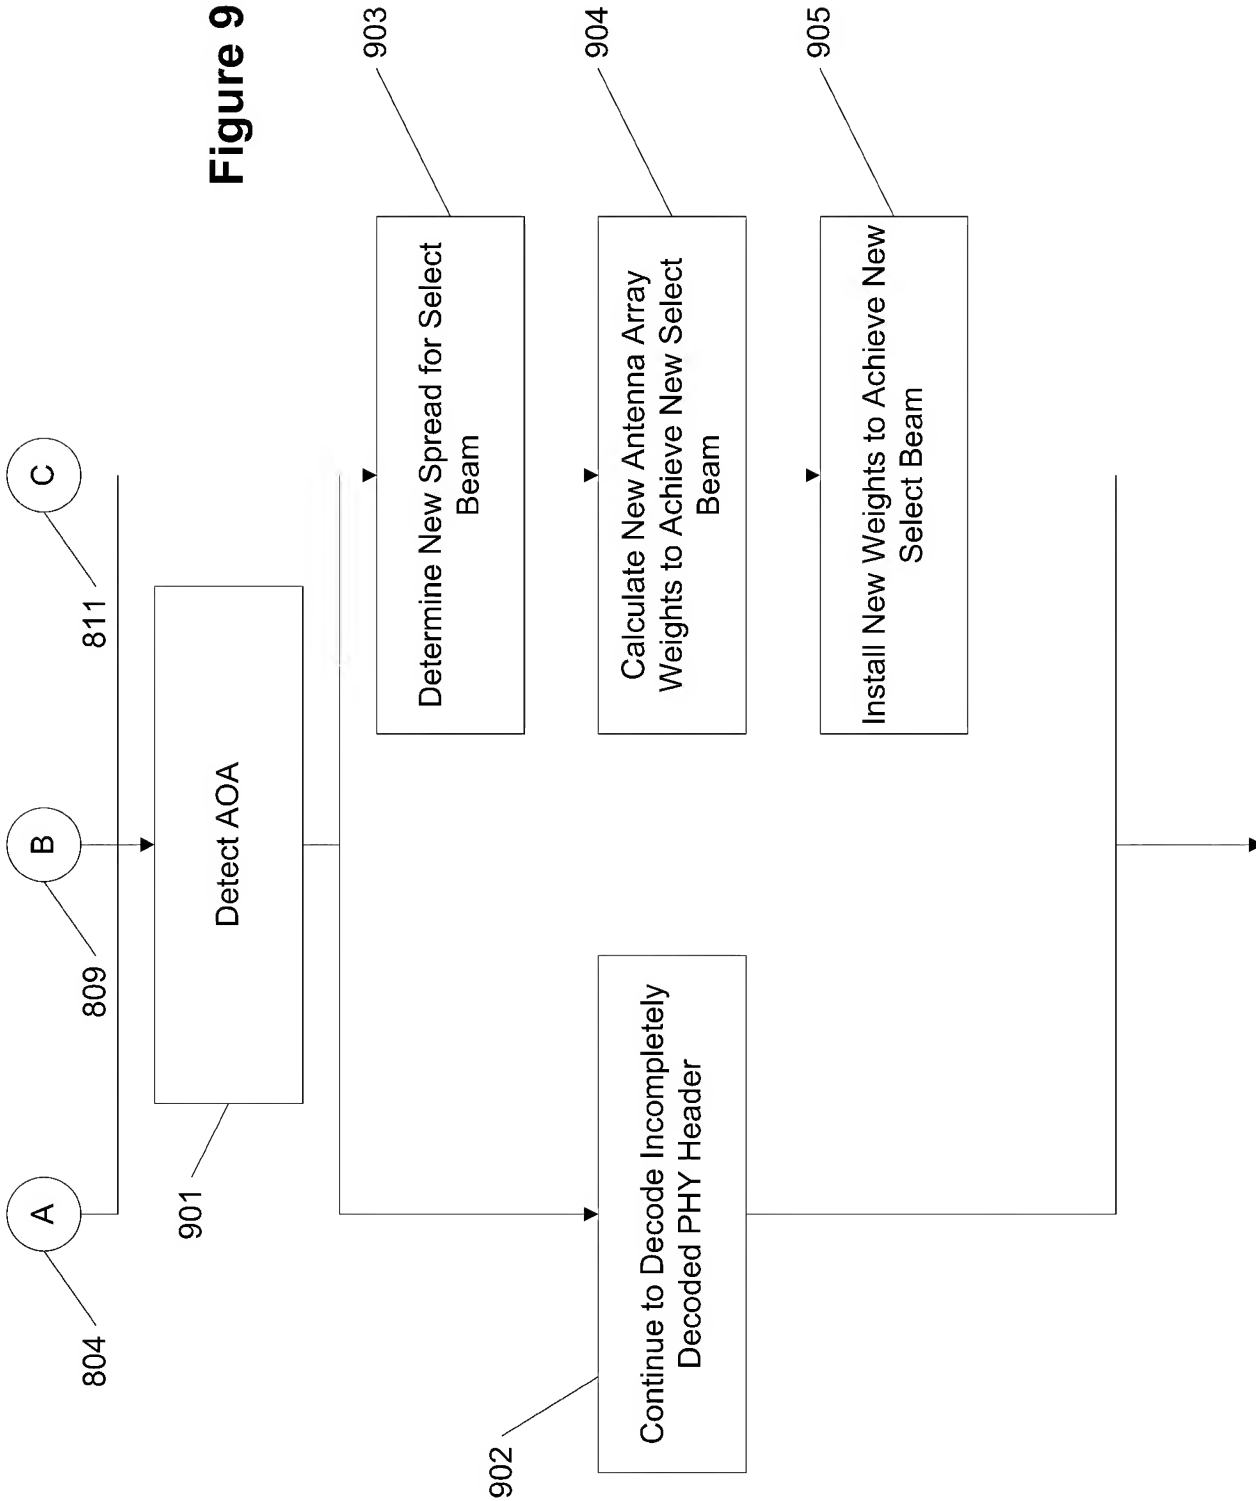 Figure 9
A
804
B
809
C
811
Detect AOA
901
Continue to Decode Incompletely
Decoded PHY Header
902
Determine New Spread for Select
Beam
903
Calculate New Antenna Array
Weights to Achieve New Select
Beam
904
Install New Weights to Achieve New
Select Beam
905